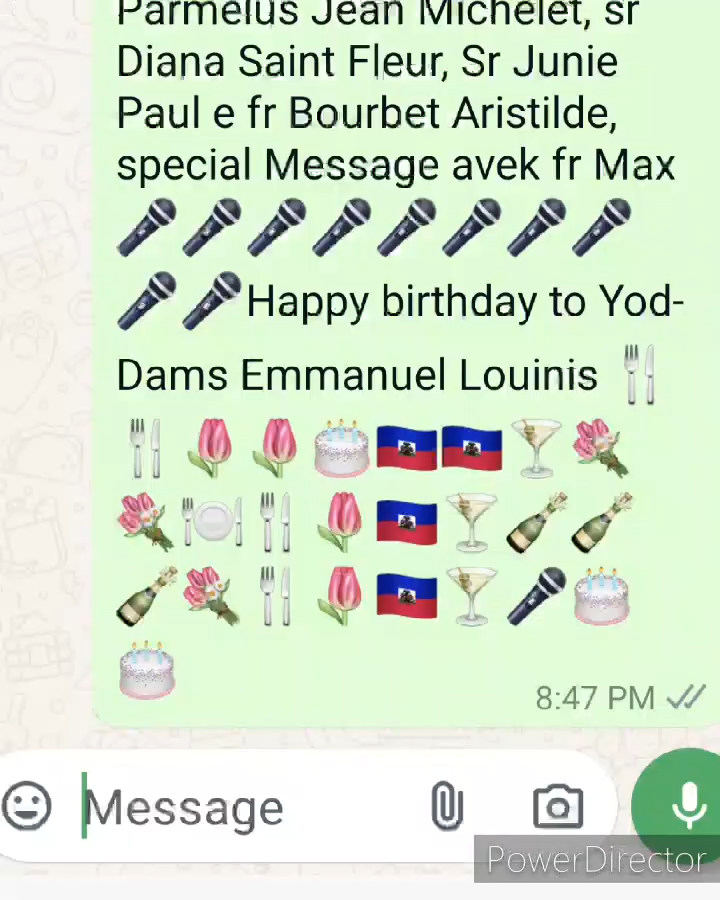 Parmelus Jean Michelet, sr
Diana Saint Fleur, Sr Junie
Paul e fr Bourbet Aristilde,
special Message avek fr Max
🎤🎤🎤🎤🎤🎤🎤🎤
🎤🎤Happy birthday to Yod-
Dams Emmanuel Louinis 🍴
🍴🌷🌷🎂🇭🇹🇭🇹🍸💐
💐🍽️🍴🌷🇭🇹🍸🍾🍾
🍾💐🍴🌷🇭🇹🍸🎤🎂
🎂
8:47 PM
Message
PowerDirector